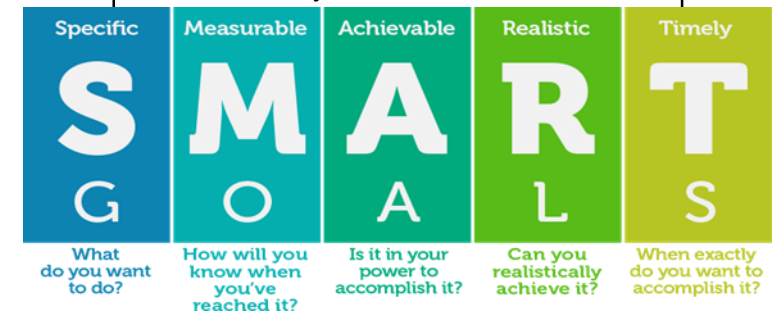 Specific Measurable Achievable Realistic Timely
S M A R T
G O A L S
What
do you want
to do?
How will you
know when
you've
reached it?
Is it in your
power to
accomplish it?
Can you
realistically
achieve it?
When exactly
do you want to
accomplish it?